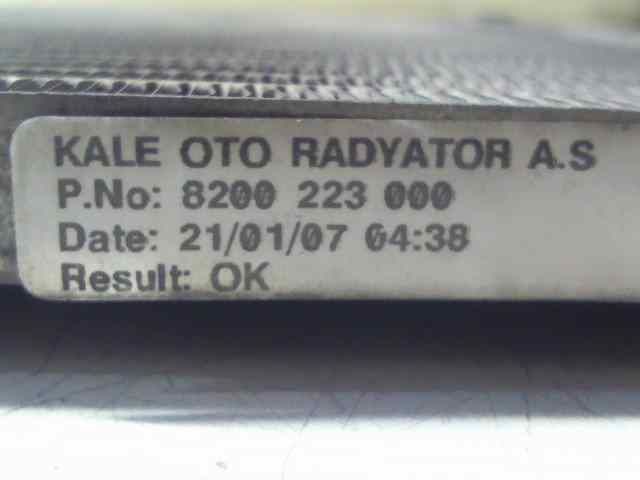 KALE OTO RADYATOR A.S
P.No: 8200 223 000
Date: 21/01/07 04:38
Result: OK